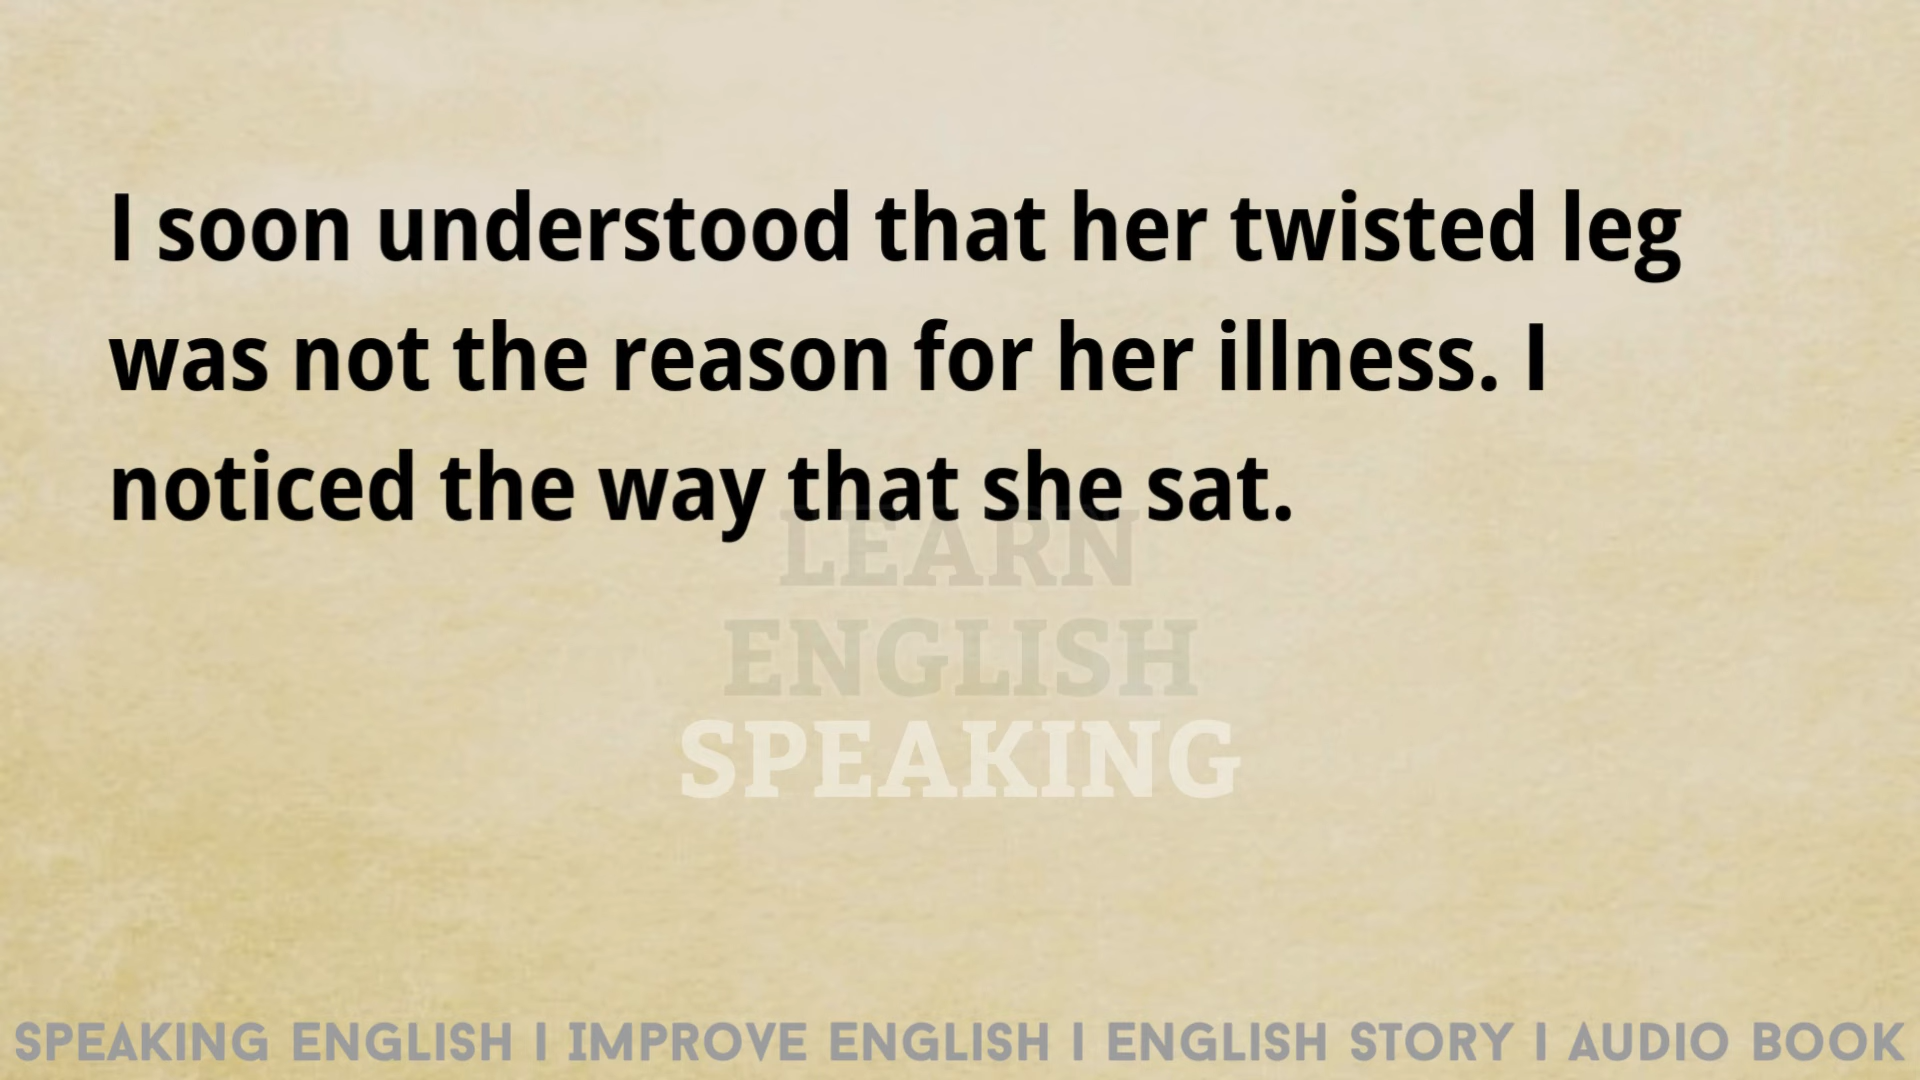 I soon understood that her twisted leg
was not the reason for her illness. I
noticed the way that she sat.
LEARN
ENGLISH
SPEAKING
SPEAKING ENGLISH | IMPROVE ENGLISH | ENGLISH STORY | AUDIO BOOK